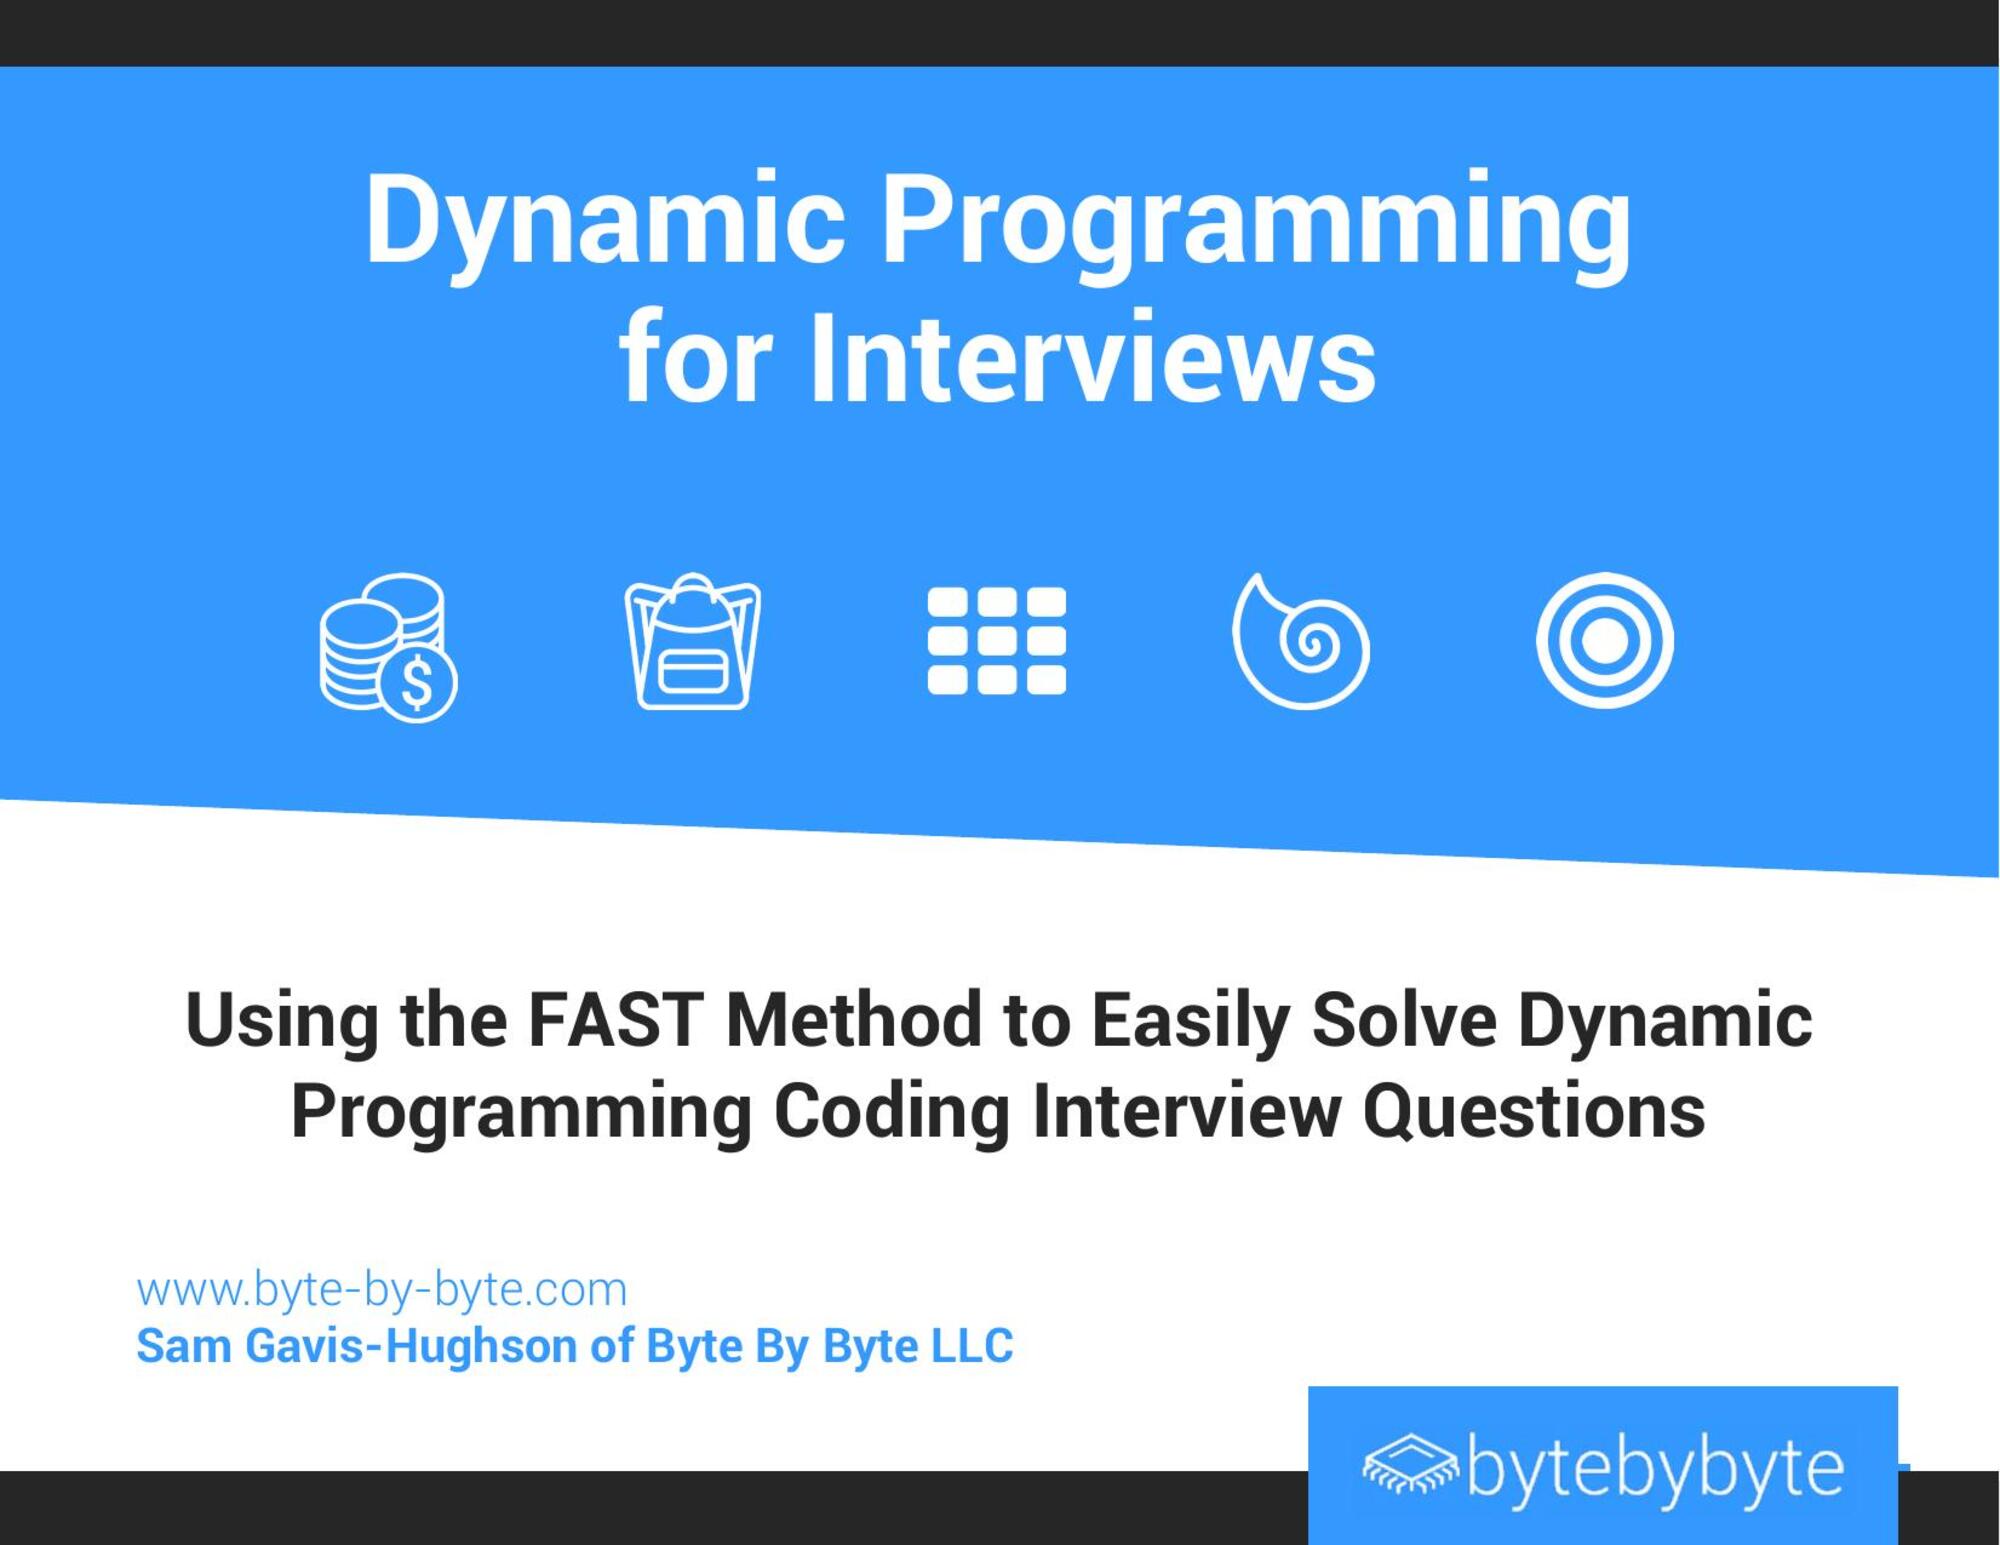 Dynamic Programming
for Interviews
$
Using the FAST Method to Easily Solve Dynamic
Programming Coding Interview Questions
www.byte-by-byte.com
Sam Gavis-Hughson of Byte By Byte LLC
bytebybyte